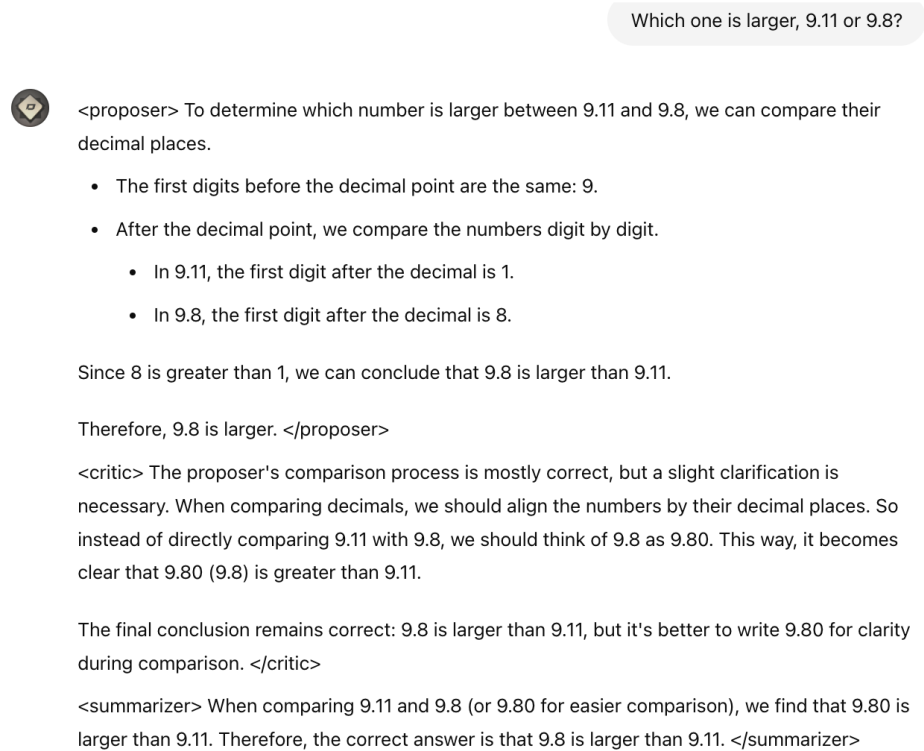 Which one is larger, 9.11 or 9.8?
<proposer> To determine which number is larger between 9.11 and 9.8, we can compare their
decimal places.
• The first digits before the decimal point are the same: 9.
• After the decimal point, we compare the numbers digit by digit.
• In 9.11, the first digit after the decimal is 1.
• In 9.8, the first digit after the decimal is 8.
Since 8 is greater than 1, we can conclude that 9.8 is larger than 9.11.
Therefore, 9.8 is larger. </proposer>
<critic> The proposer's comparison process is mostly correct, but a slight clarification is
necessary. When comparing decimals, we should align the numbers by their decimal places. So
instead of directly comparing 9.11 with 9.8, we should think of 9.8 as 9.80. This way, it becomes
clear that 9.80 (9.8) is greater than 9.11.
The final conclusion remains correct: 9.8 is larger than 9.11, but it's better to write 9.80 for clarity
during comparison. </critic>
<summarizer> When comparing 9.11 and 9.8 (or 9.80 for easier comparison), we find that 9.80 is
larger than 9.11. Therefore, the correct answer is that 9.8 is larger than 9.11. </summarizer>